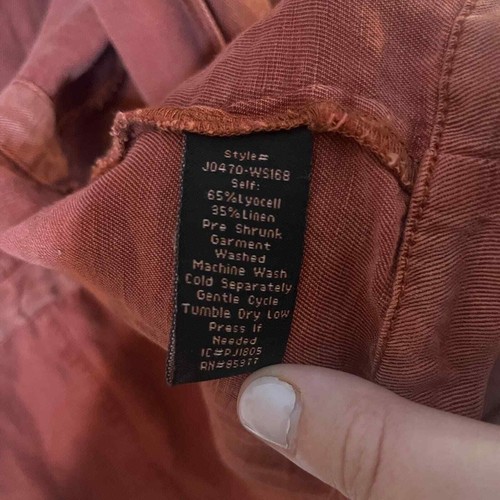 Style#
J0470-WS168
Self:
65%Lyocell
35%Linen
Pre Shrunk
Garment
Washed
Machine Wash
Cold Separately
Gentle Cycle
Tumble Dry Low
Press If
Needed
IC#PJ1805
RN#85377